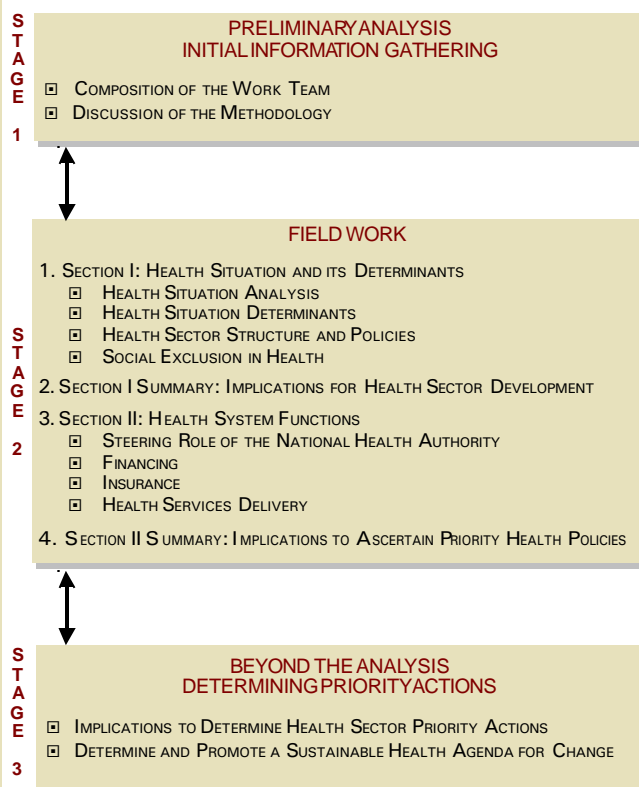 STAGE 1
PRELIMINARY ANALYSIS
INITIAL INFORMATION GATHERING
COMPOSITION OF THE WORK TEAM
DISCUSSION OF THE METHODOLOGY
STAGE 2
FIELD WORK
1. SECTION I: HEALTH SITUATION AND ITS DETERMINANTS
HEALTH SITUATION ANALYSIS
HEALTH SITUATION DETERMINANTS
HEALTH SECTOR STRUCTURE AND POLICIES
SOCIAL EXCLUSION IN HEALTH
2. SECTION I SUMMARY: IMPLICATIONS FOR HEALTH SECTOR DEVELOPMENT
3. SECTION II: HEALTH SYSTEM FUNCTIONS
STEERING ROLE OF THE NATIONAL HEALTH AUTHORITY
FINANCING
INSURANCE
HEALTH SERVICES DELIVERY
4. SECTION II SUMMARY: IMPLICATIONS TO ASCERTAIN PRIORITY HEALTH POLICIES
STAGE 3
BEYOND THE ANALYSIS
DETERMINING PRIORITY ACTIONS
IMPLICATIONS TO DETERMINE HEALTH SECTOR PRIORITY ACTIONS
DETERMINE AND PROMOTE A SUSTAINABLE HEALTH AGENDA FOR CHANGE